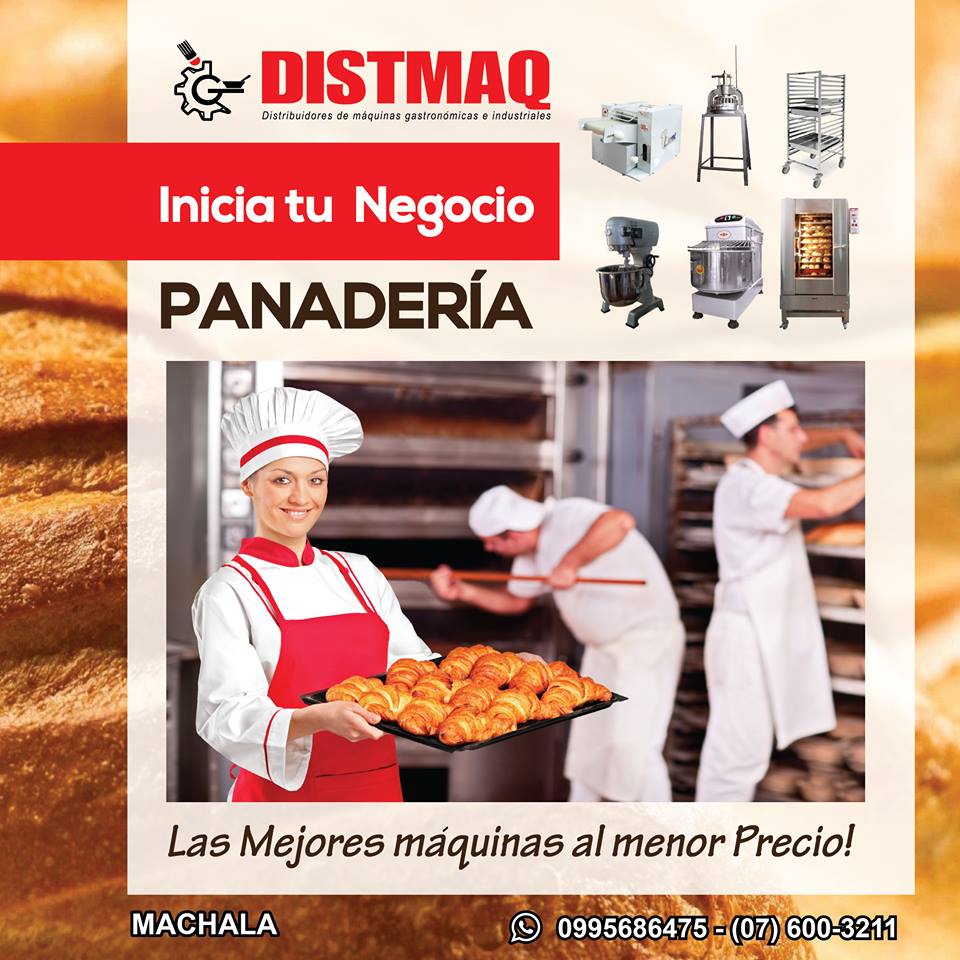 DISTMAQ
Distribuidores de máquinas gastronómicas e industriales
Inicia tu Negocio
PANADERÍA
Las Mejores máquinas al menor Precio!
MACHALA
0995686475 - (07) 600-3211